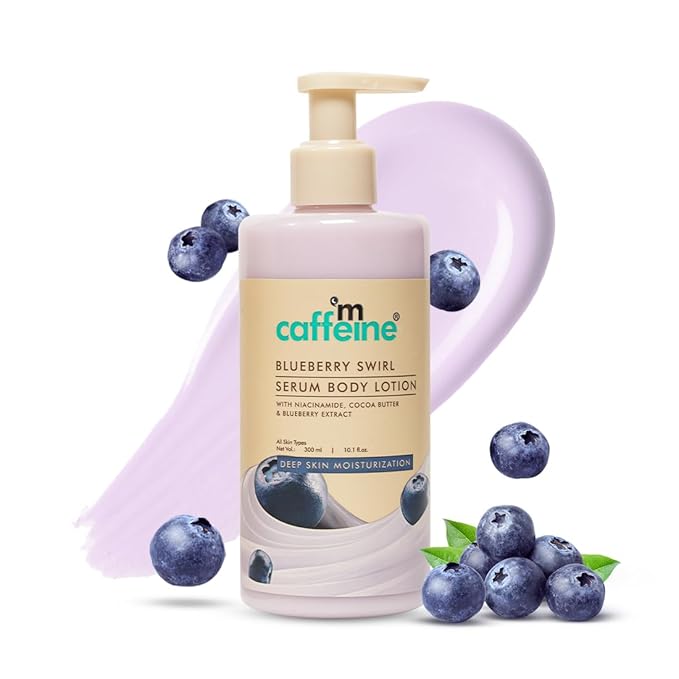 'm
caffeine®
BLUEBERRY SWIRL
SERUM BODY LOTION
WITH NIACINAMIDE, COCOA BUTTER
& BLUEBERRY EXTRACT
All Skin Types
Net Vol.: 300 ml | 10.1 fl.oz.
DEEP SKIN MOISTURIZATION